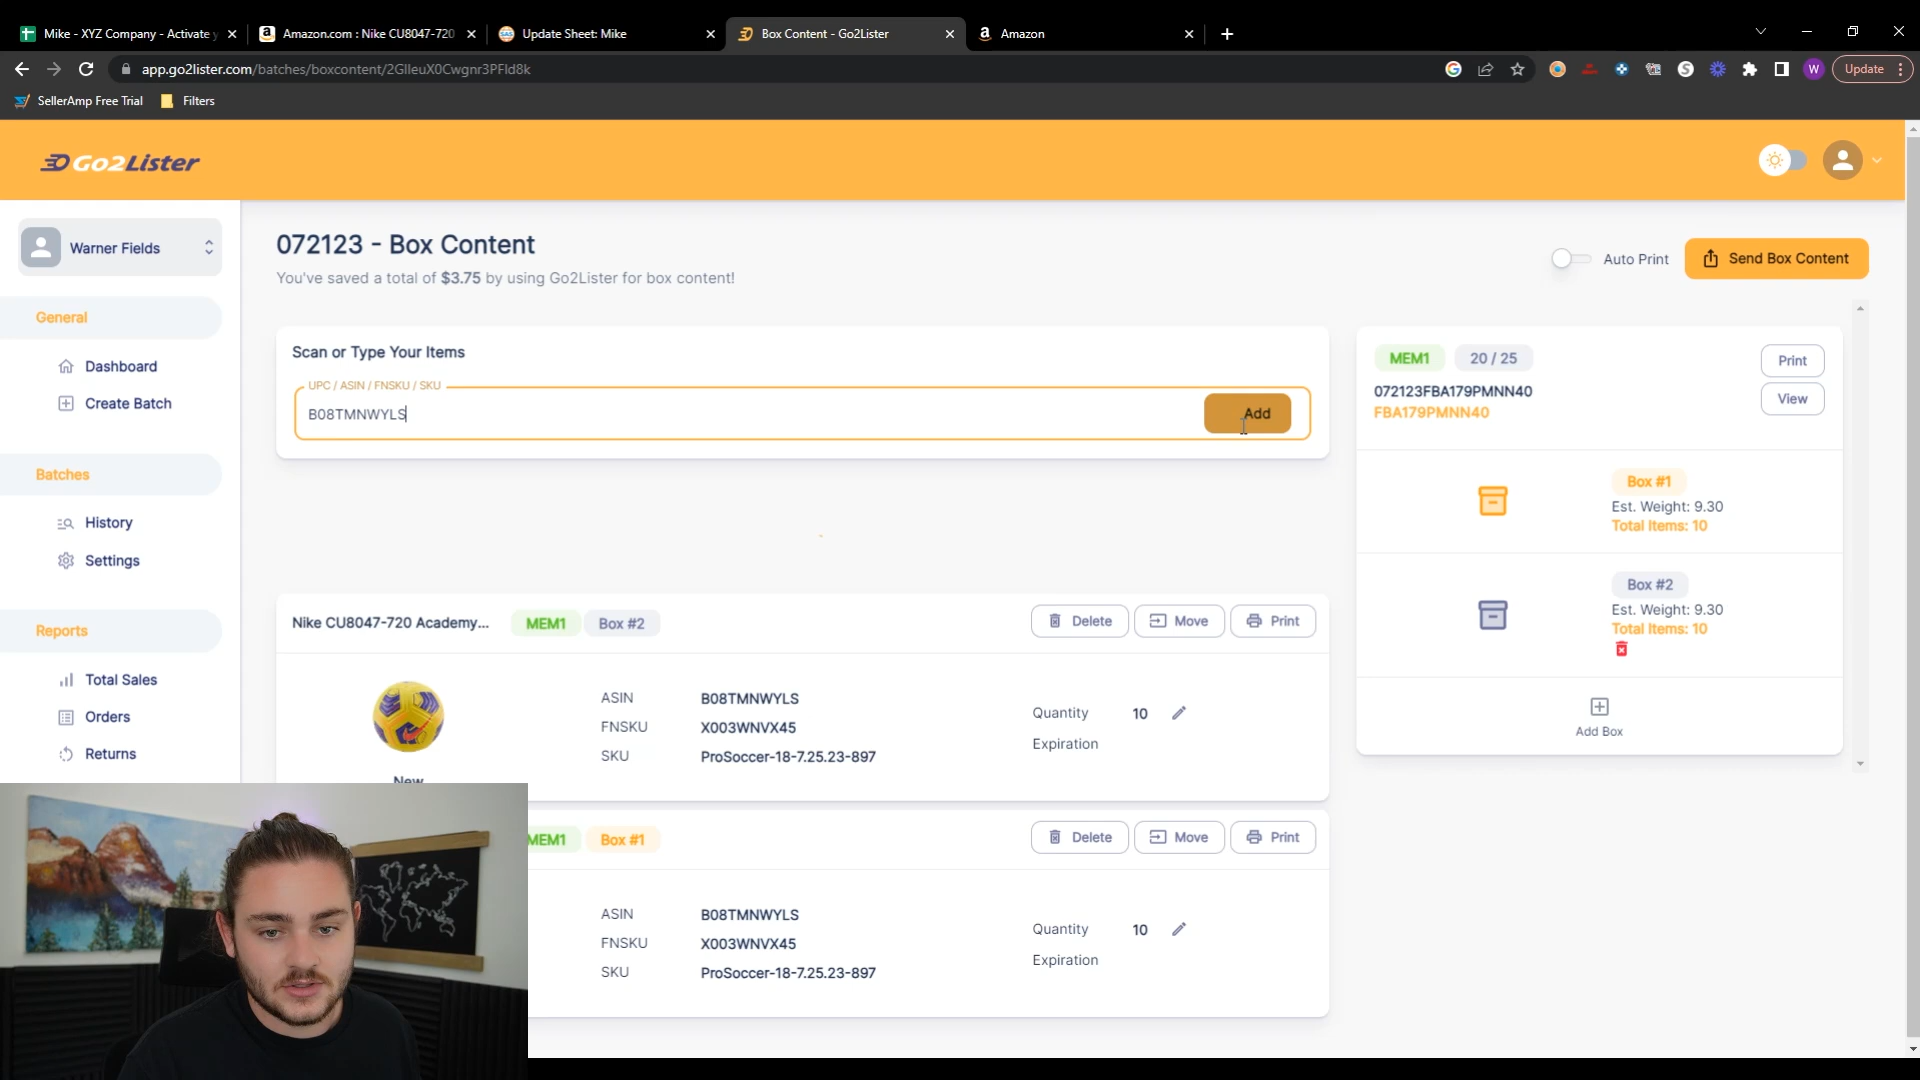 Mike - XYZ Company - Activate y
Amazon.com : Nike CU8047-720
Update Sheet: Mike
Box Content - Go2Lister
Amazon
app.go2lister.com/batches/boxcontent/2GlleuX0Cwgnr3PFId8k
W
Update
SellerAmp Free Trial
Filters
Go2Lister
Warner Fields
General
Dashboard
Create Batch
Batches
History
Settings
Reports
Total Sales
Orders
Returns
072123 - Box Content
You've saved a total of $3.75 by using Go2Lister for box content!
Auto Print
Send Box Content
Scan or Type Your Items
UPC / ASIN / FNSKU / SKU
B08TMNWYLS
Add
Nike CU8047-720 Academy...
MEM1
Box #2
Delete
Move
Print
ASIN B08TMNWYLS
FNSKU X003WNVX45
SKU ProSoccer-18-7.25.23-897
Quantity 10
Expiration
New
MEM1
Box #1
Delete
Move
Print
ASIN B08TMNWYLS
FNSKU X003WNVX45
SKU ProSoccer-18-7.25.23-897
Quantity 10
Expiration
MEM1
20 / 25
Print
072123FBA179PMNN40
FBA179PMNN40
View
Box #1
Est. Weight: 9.30
Total Items: 10
Box #2
Est. Weight: 9.30
Total Items: 10
Add Box